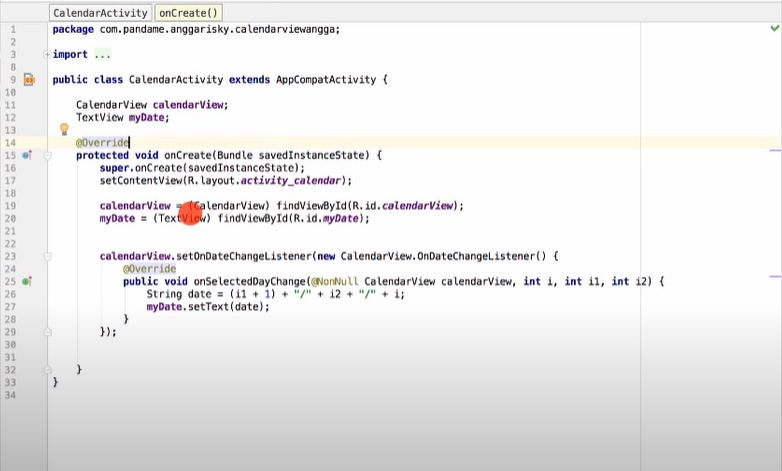 CalendarActivity onCreate()
1 package com.pandame.anggarisky.calendarviewangga;
2
3 import ...
8
9 public class CalendarActivity extends AppCompatActivity {
10
11 CalendarView calendarView;
12 TextView myDate;
13
14 @Override
15 protected void onCreate(Bundle savedInstanceState) {
16 super.onCreate(savedInstanceState);
17 setContentView(R.layout.activity_calendar);
18
19 calendarView = (CalendarView) findViewById(R.id.calendarView);
20 myDate = (TextView) findViewById(R.id.myDate);
21
22
23 calendarView.setOnDateChangeListener(new CalendarView.OnDateChangeListener() {
24 @Override
25 public void onSelectedDayChange(@NonNull CalendarView calendarView, int i, int i1, int i2) {
26 String date = (i1 + 1) + "/" + i2 + "/" + i;
27 myDate.setText(date);
28 }
29 });
30
31
32 }
33 }
34